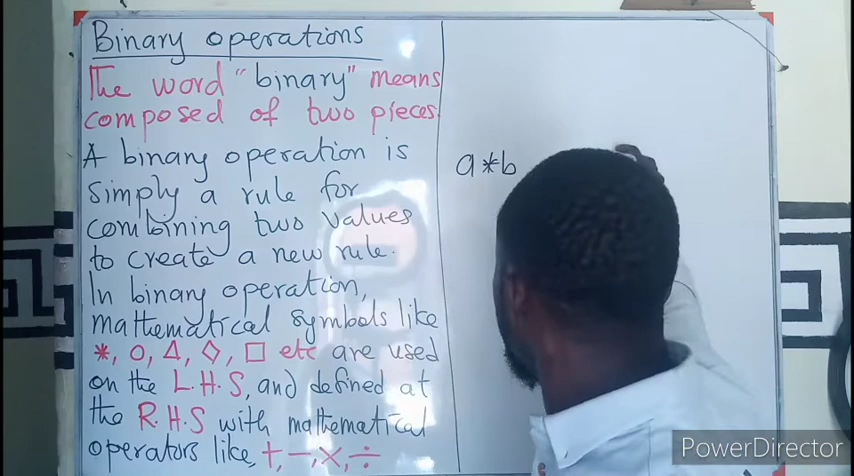 Binary operations
The word "binary" means
composed of two pieces.
A binary operation is
simply a rule for
combining two values
to create a new rule.
In binary operation,
mathematical symbols like
*, O, Δ, ◇, □ etc are used
on the L.H.S, and defined at
the R.H.S with mathematical
operators like, +, -, ×, ÷
a*b
PowerDirector